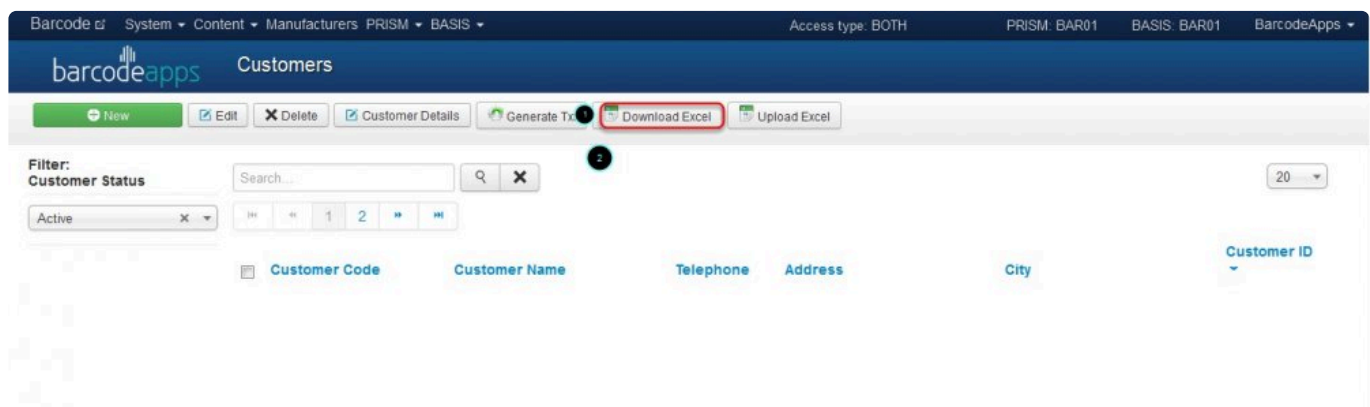 Barcode System Content Manufacturers PRISM BASIS Access type: BOTH PRISM: BAR01 BASIS: BAR01 BarcodeApps
barcodeapps Customers
New Edit Delete Customer Details Generate Tx 1 Download Excel Upload Excel
2
Filter:
Customer Status
Search... 20
Active 1 2
Customer Code Customer Name Telephone Address City Customer ID